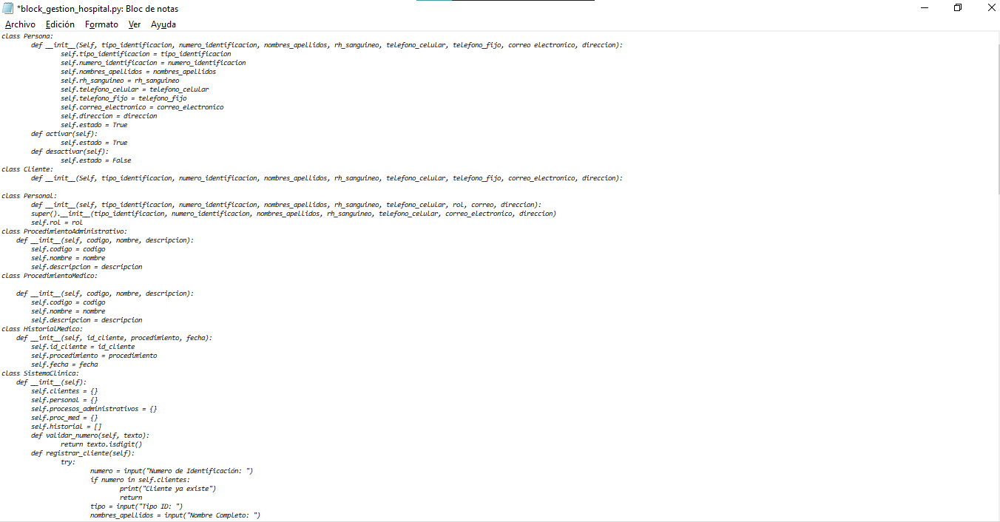 *block_gestion_hospital.py: Bloc de notas
Archivo Edición Formato Ver Ayuda
class Persona:
def __init__(Self, tipo_identificacion, numero_identificacion, nombres_apellidos, rh_sanguineo, telefono_celular, telefono_fijo, correo electronico, direccion):
self.tipo_identificacion = tipo_identificacion
self.numero_identificacion = numero_identificacion
self.nombres_apellidos = nombres_apellidos
self.rh_sanguineo = rh_sanguineo
self.telefono_celular = telefono_celular
self.telefono_fijo = telefono_fijo
self.correo_electronico = correo_electronico
self.direccion = direccion
self.estado = True
def activar(self):
self.estado = True
def desactivar(self):
self.estado = False
class Cliente:
def __init__(Self, tipo_identificacion, numero_identificacion, nombres_apellidos, rh_sanguineo, telefono_celular, telefono_fijo, correo_electronico, direccion):
class Personal:
def __init__(self, tipo_identificacion, numero_identificacion, nombres_apellidos, rh_sanguineo, telefono_celular, rol, correo, direccion):
super().__init__(tipo_identificacion, numero_identificacion, nombres_apellidos, rh_sanguineo, telefono_celular, correo_electronico, direccion)
self.rol = rol
class ProcedimientoAdministrativo:
def __init__(self, codigo, nombre, descripcion):
self.codigo = codigo
self.nombre = nombre
self.descripcion = descripcion
class ProcedimientoMedico:
def __init__(self, codigo, nombre, descripcion):
self.codigo = codigo
self.nombre = nombre
self.descripcion = descripcion
class HistorialMedico:
def __init__(self, id_cliente, procedimiento, fecha):
self.id_cliente = id_cliente
self.procedimiento = procedimiento
self.fecha = fecha
class SistemaClinica:
def __init__(self):
self.clientes = {}
self.personal = {}
self.procesos_administrativos = {}
self.proc_med = {}
self.historial = []
def validar_numero(self, texto):
return texto.isdigit()
def registrar_cliente(self):
try:
numero = input("Numero de Identificación: ")
if numero in self.clientes:
print("Cliente ya existe")
return
tipo = input("Tipo ID: ")
nombres_apellidos = input("Nombre Completo: ")